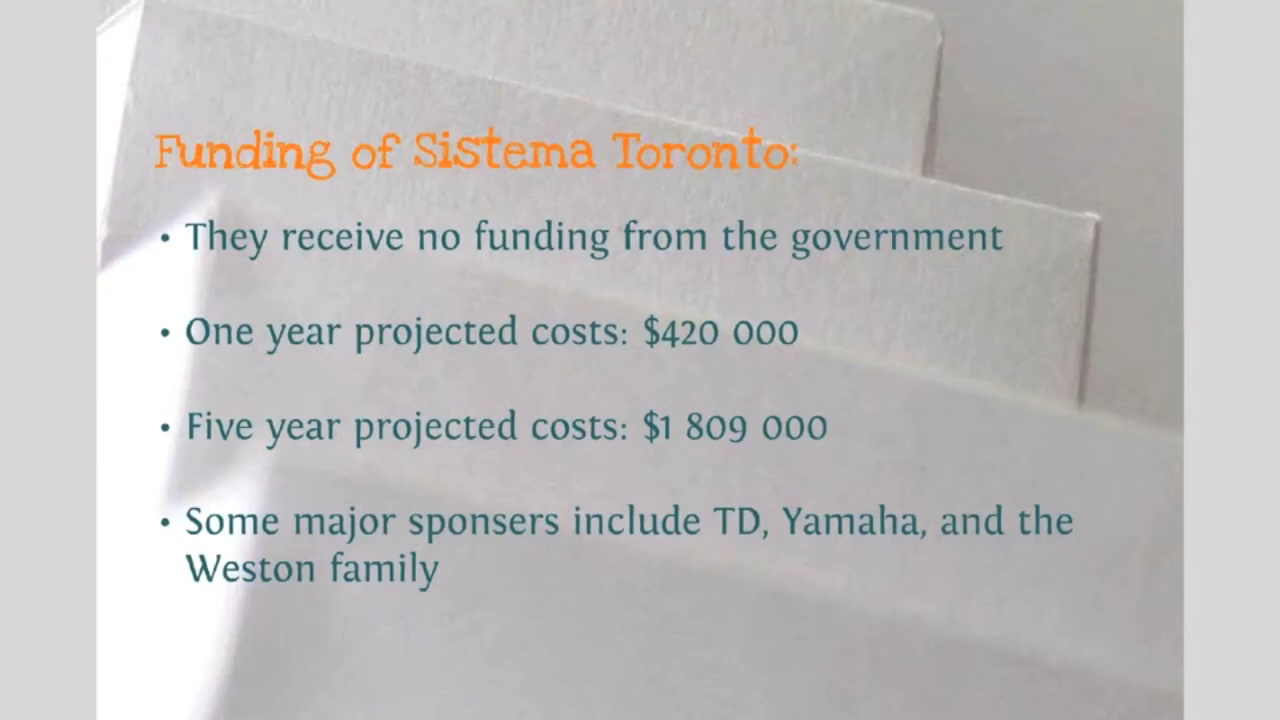 Funding of Sistema Toronto:
• They receive no funding from the government
• One year projected costs: $420 000
• Five year projected costs: $1 809 000
• Some major sponsers include TD, Yamaha, and the
Weston family